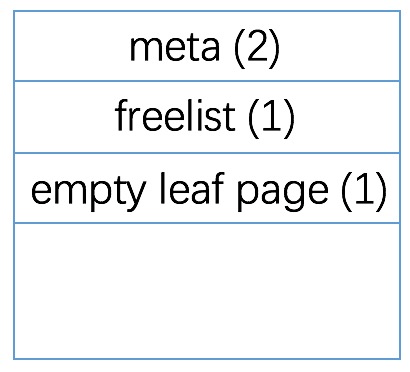 meta (2)
freelist (1)
empty leaf page (1)